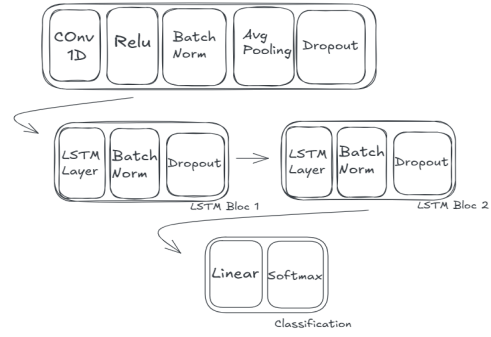 COnv
1D
Relu
Batch
Norm
Avg
Pooling
Dropout
LSTM
Layer
Batch
Norm
Dropout
LSTM Bloc 1
LSTM
Layer
Batch
Norm
Dropout
LSTM Bloc 2
Linear
Softmax
Classification